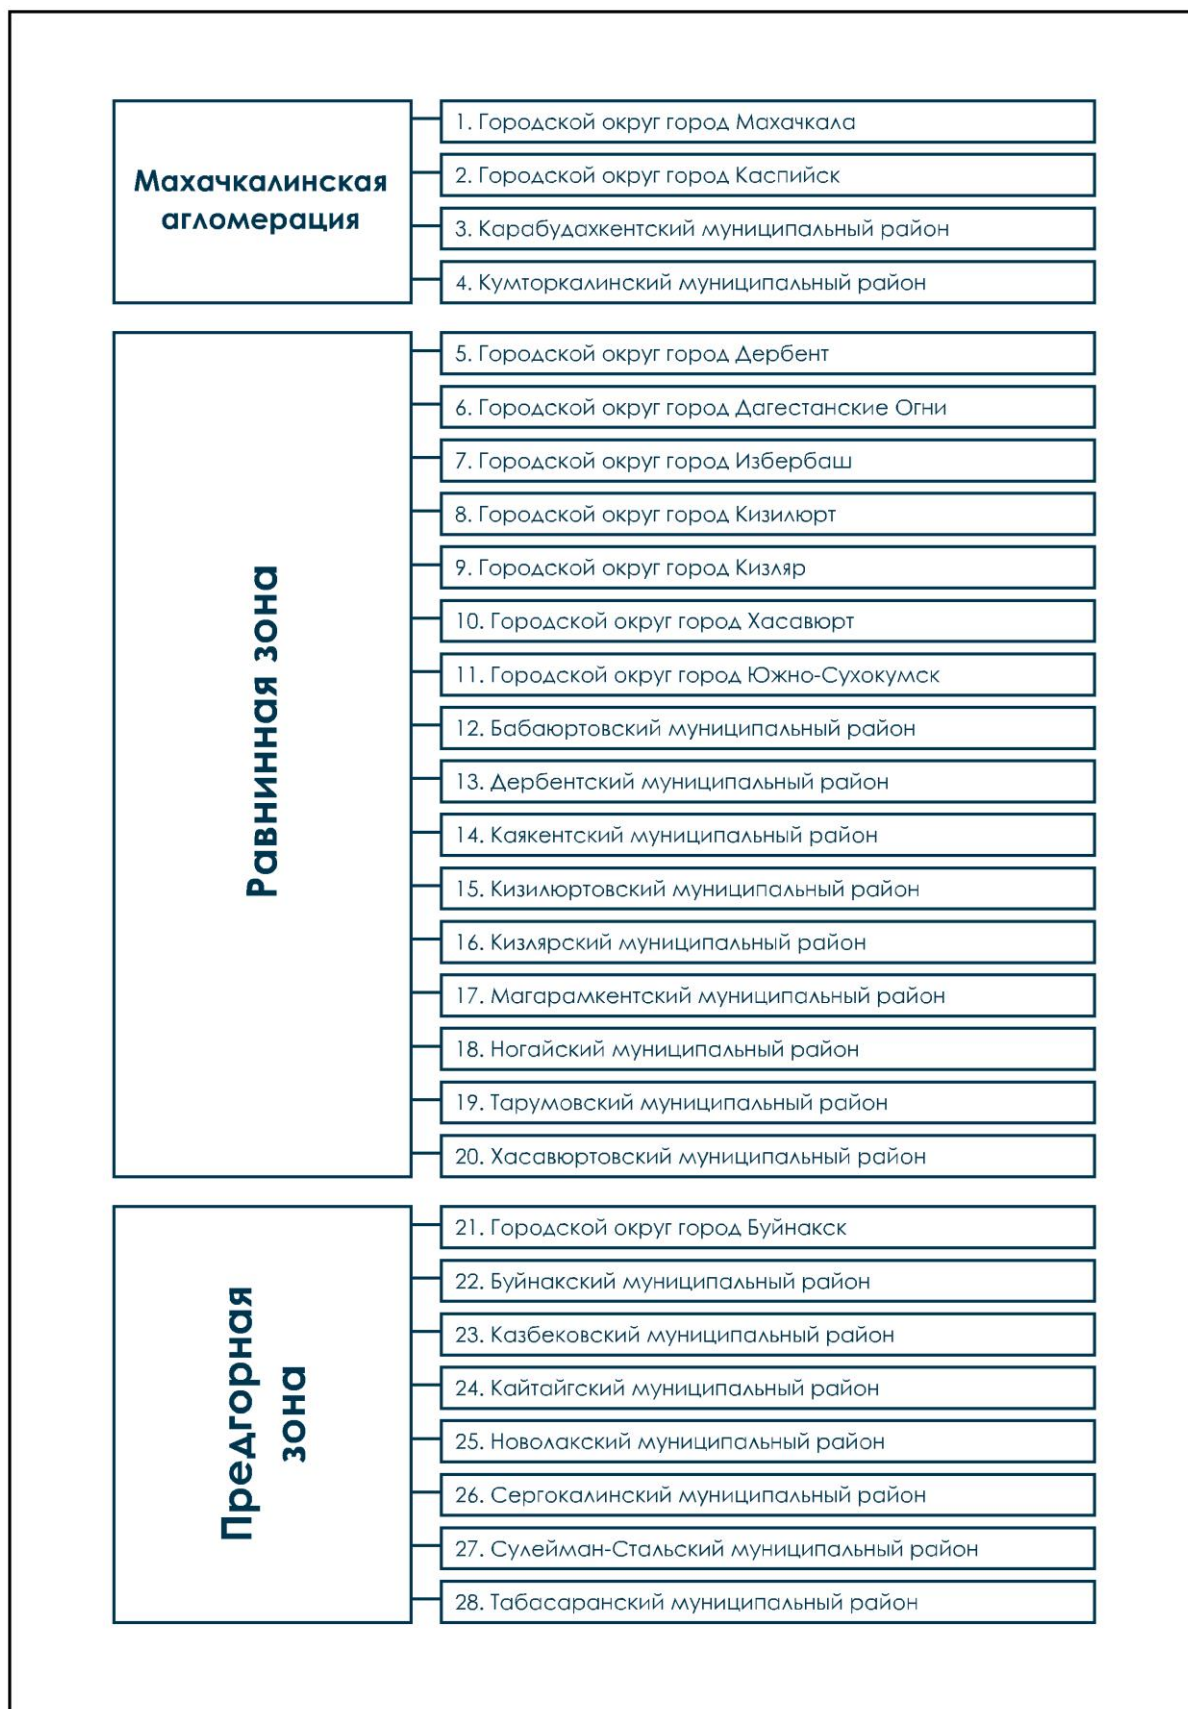 Махачкалинская
агломерация
1. Городской округ город Махачкала
2. Городской округ город Каспийск
3. Карабудахкентский муниципальный район
4. Кумторкалинский муниципальный район
Равнинная зона
5. Городской округ город Дербент
6. Городской округ город Дагестанские Огни
7. Городской округ город Избербаш
8. Городской округ город Кизилюрт
9. Городской округ город Кизляр
10. Городской округ город Хасавюрт
11. Городской округ город Южно-Сухокумск
12. Бабаюртовский муниципальный район
13. Дербентский муниципальный район
14. Каякентский муниципальный район
15. Кизилюртовский муниципальный район
16. Кизлярский муниципальный район
17. Магарамкентский муниципальный район
18. Ногайский муниципальный район
19. Тарумовский муниципальный район
20. Хасавюртовский муниципальный район
Предгорная
зона
21. Городской округ город Буйнакск
22. Буйнакский муниципальный район
23. Казбековский муниципальный район
24. Кайтайгский муниципальный район
25. Новолакский муниципальный район
26. Сергокалинский муниципальный район
27. Сулейман-Стальский муниципальный район
28. Табасаранский муниципальный район